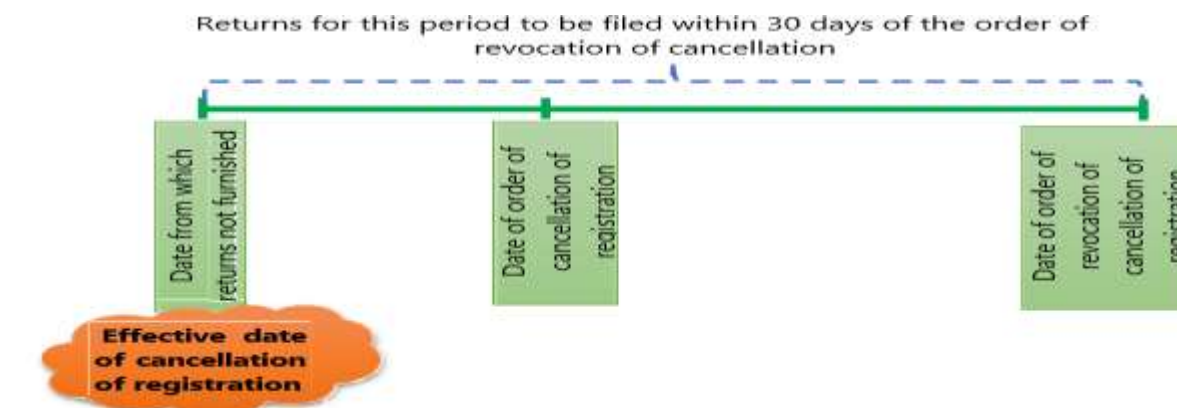 Returns for this period to be filed within 30 days of the order of
revocation of cancellation
Date from which
returns not furnished
Date of order of
cancellation of
registration
Date of order of
revocation of
cancellation of
registration
Effective date
of cancellation
of registration